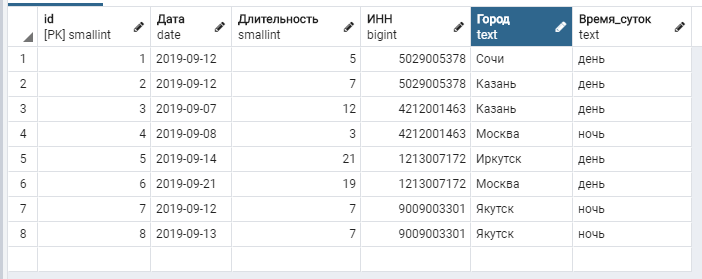 id Дата Длительность ИНН Город Время_суток
[PK] smallint date smallint bigint text text
1 1 2019-09-12 5 5029005378 Сочи день
2 2 2019-09-12 7 5029005378 Казань день
3 3 2019-09-07 12 4212001463 Казань день
4 4 2019-09-08 3 4212001463 Москва ночь
5 5 2019-09-14 21 1213007172 Иркутск день
6 6 2019-09-21 19 1213007172 Москва день
7 7 2019-09-12 7 9009003301 Якутск ночь
8 8 2019-09-13 7 9009003301 Якутск ночь